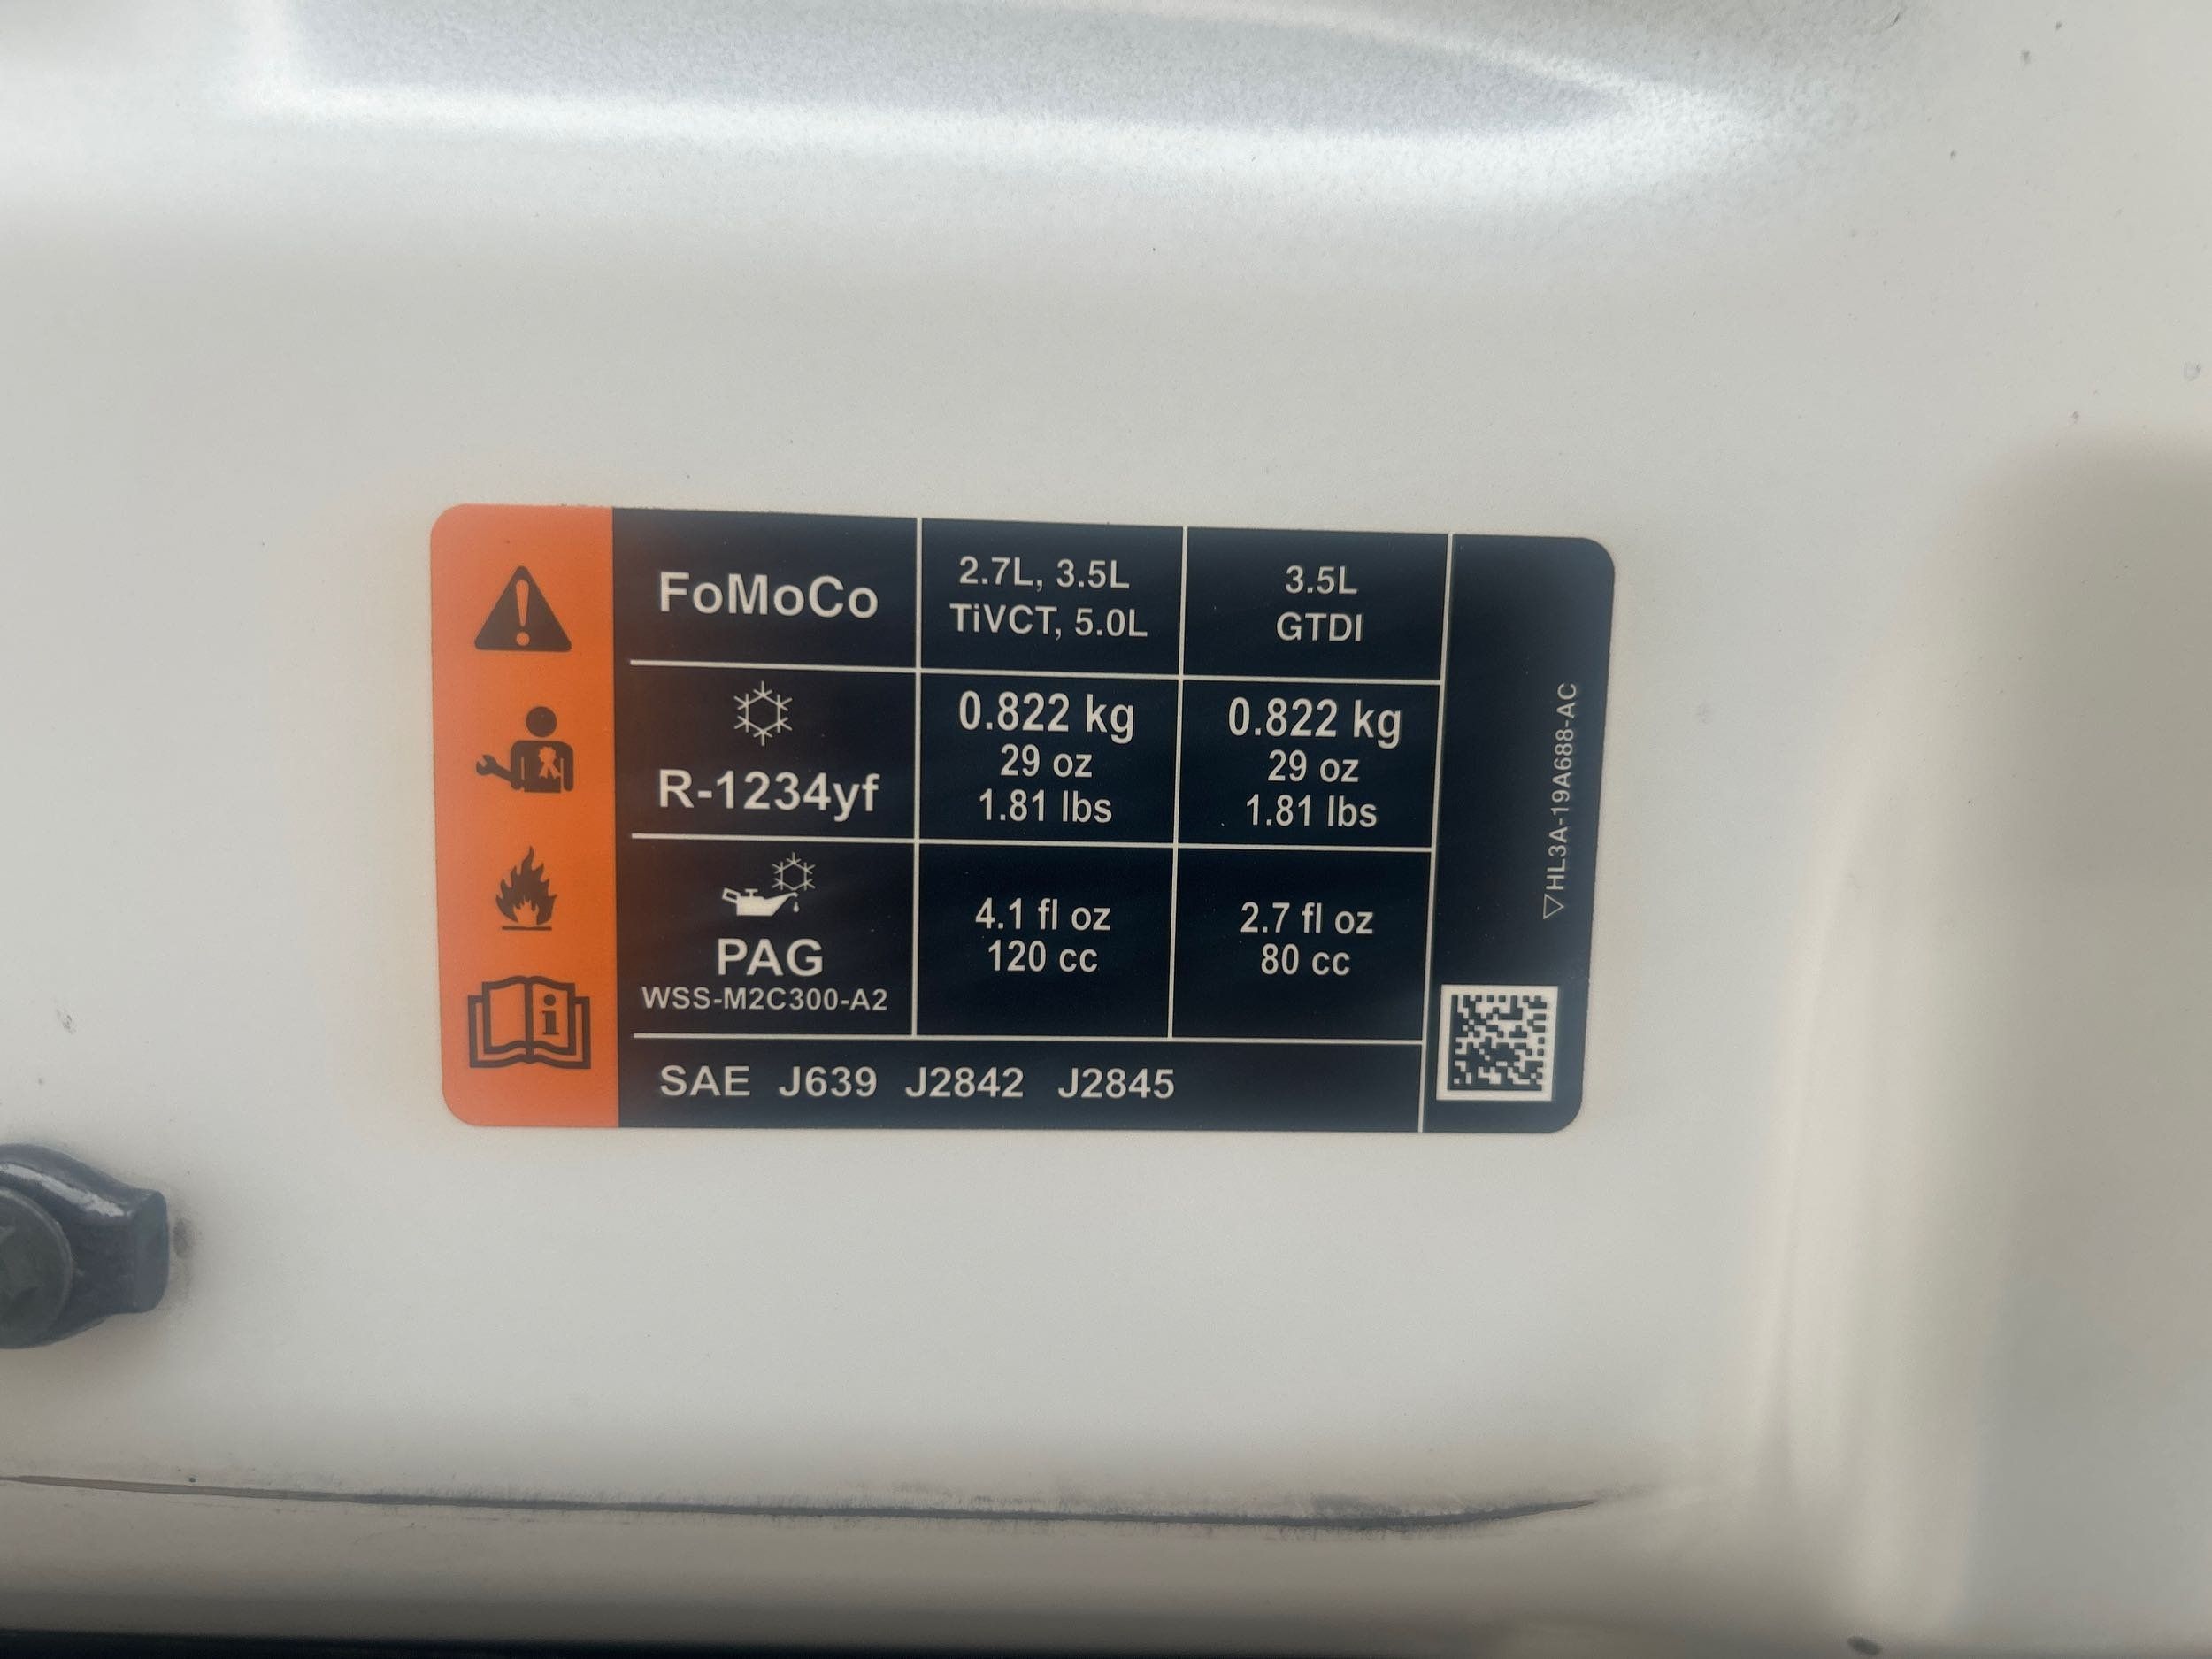 FoMoCo
2.7L, 3.5L
TiVCT, 5.0L
3.5L
GTDI
R-1234yf
0.822 kg
29 oz
1.81 lbs
0.822 kg
29 oz
1.81 lbs
PAG
WSS-M2C300-A2
4.1 fl oz
120 cc
2.7 fl oz
80 cc
SAE J639 J2842 J2845
HL3A-19A688-AC